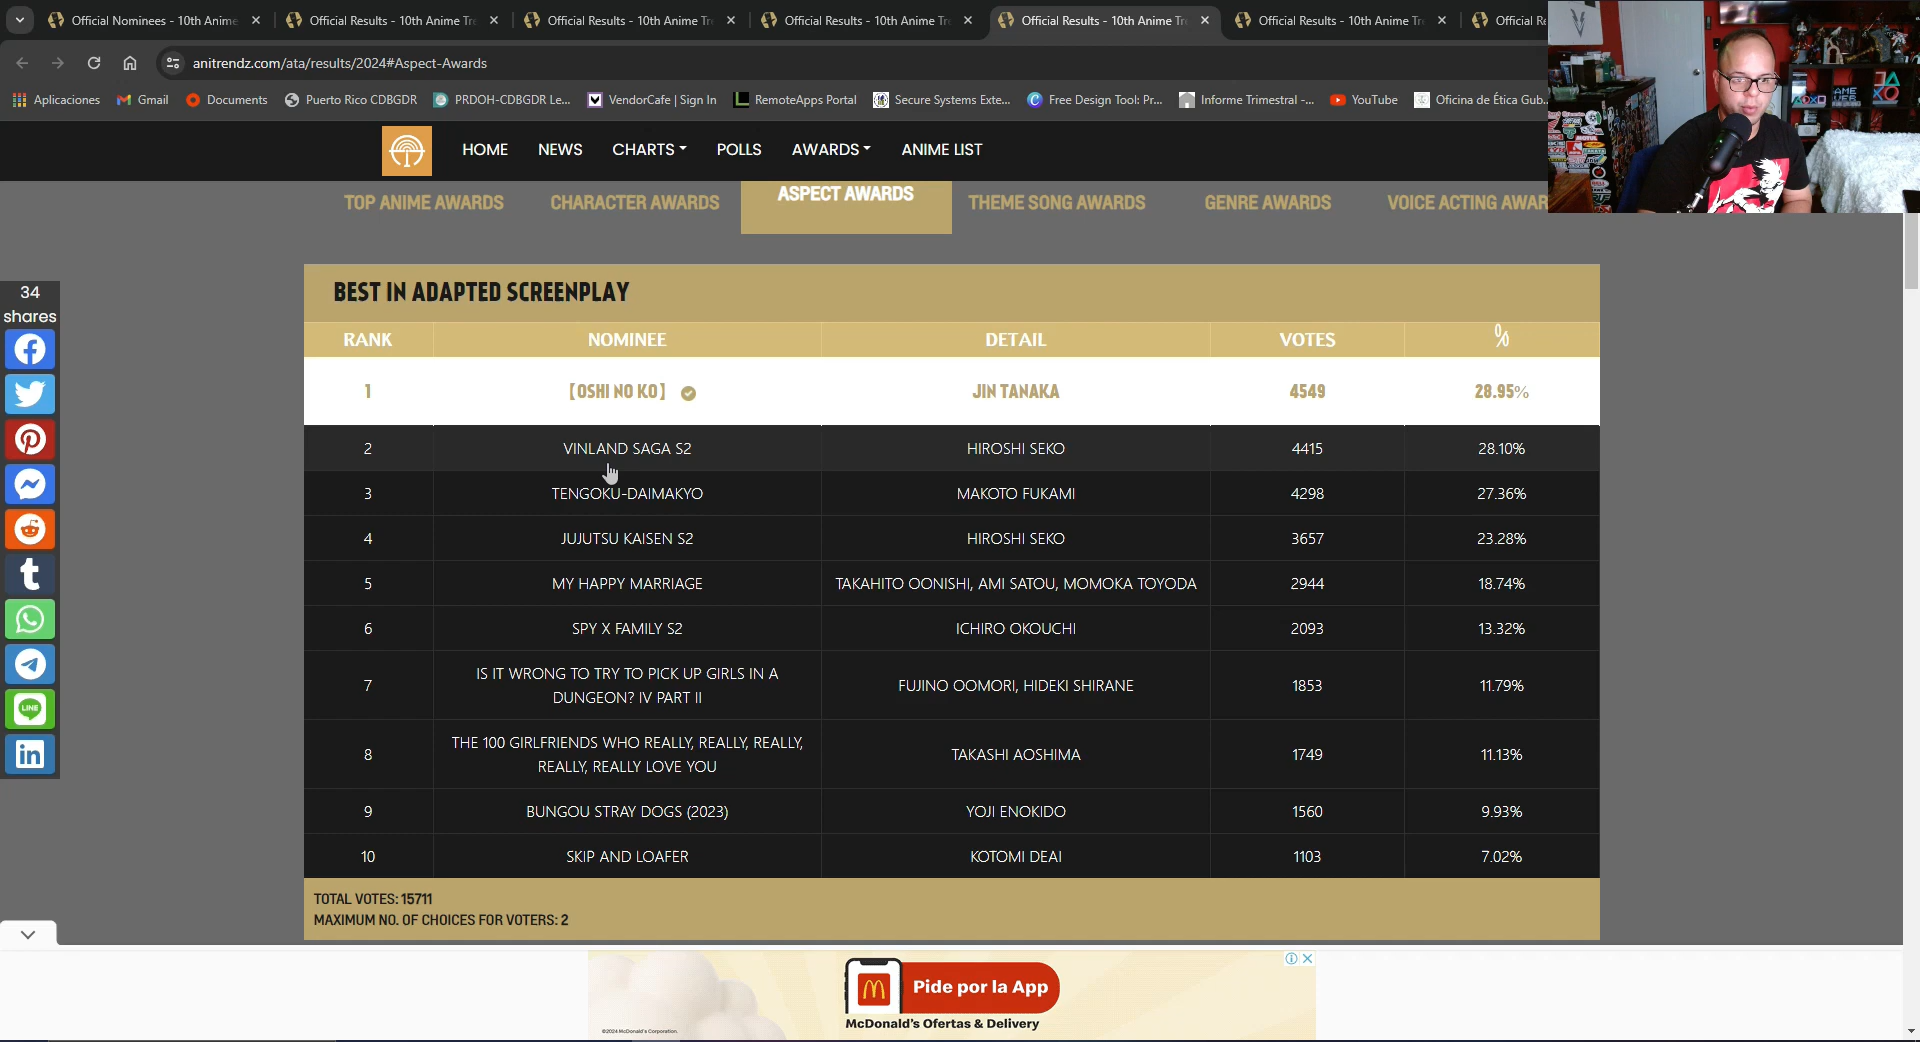 Official Nominees - 10th Anime
Official Results - 10th Anime Tr
Official Results - 10th Anime Tr
Official Results - 10th Anime Tr
Official Results - 10th Anime Tr
Official Results - 10th Anime Tr
Official Re
anitrendz.com/ata/results/2024#Aspect-Awards
Aplicaciones
Gmail
Documents
Puerto Rico CDBGDR
PRDOH-CDBGDR Le...
VendorCafe | Sign In
RemoteApps Portal
Secure Systems Exte...
Free Design Tool: Pr...
Informe Trimestral -...
YouTube
Oficina de Ética Gub...
HOME
NEWS
CHARTS
POLLS
AWARDS
ANIME LIST
TOP ANIME AWARDS
CHARACTER AWARDS
ASPECT AWARDS
THEME SONG AWARDS
GENRE AWARDS
VOICE ACTING AWAR
34
shares
BEST IN ADAPTED SCREENPLAY
RANK NOMINEE DETAIL VOTES %
1 【OSHI NO KO】 JIN TANAKA 4549 28.95%
2 VINLAND SAGA S2 HIROSHI SEKO 4415 28.10%
3 TENGOKU-DAIMAKYO MAKOTO FUKAMI 4298 27.36%
4 JUJUTSU KAISEN S2 HIROSHI SEKO 3657 23.28%
5 MY HAPPY MARRIAGE TAKAHITO OONISHI, AMI SATOU, MOMOKA TOYODA 2944 18.74%
6 SPY X FAMILY S2 ICHIRO OKOUCHI 2093 13.32%
7 IS IT WRONG TO TRY TO PICK UP GIRLS IN A
DUNGEON? IV PART II FUJINO OOMORI, HIDEKI SHIRANE 1853 11.79%
8 THE 100 GIRLFRIENDS WHO REALLY, REALLY, REALLY,
REALLY, REALLY LOVE YOU TAKASHI AOSHIMA 1749 11.13%
9 BUNGOU STRAY DOGS (2023) YOJI ENOKIDO 1560 9.93%
10 SKIP AND LOAFER KOTOMI DEAI 1103 7.02%
TOTAL VOTES: 15711
MAXIMUM NO. OF CHOICES FOR VOTERS: 2
LINE
in
Pide por la App
McDonald's Ofertas & Delivery
©2024 McDonald's Corporation.